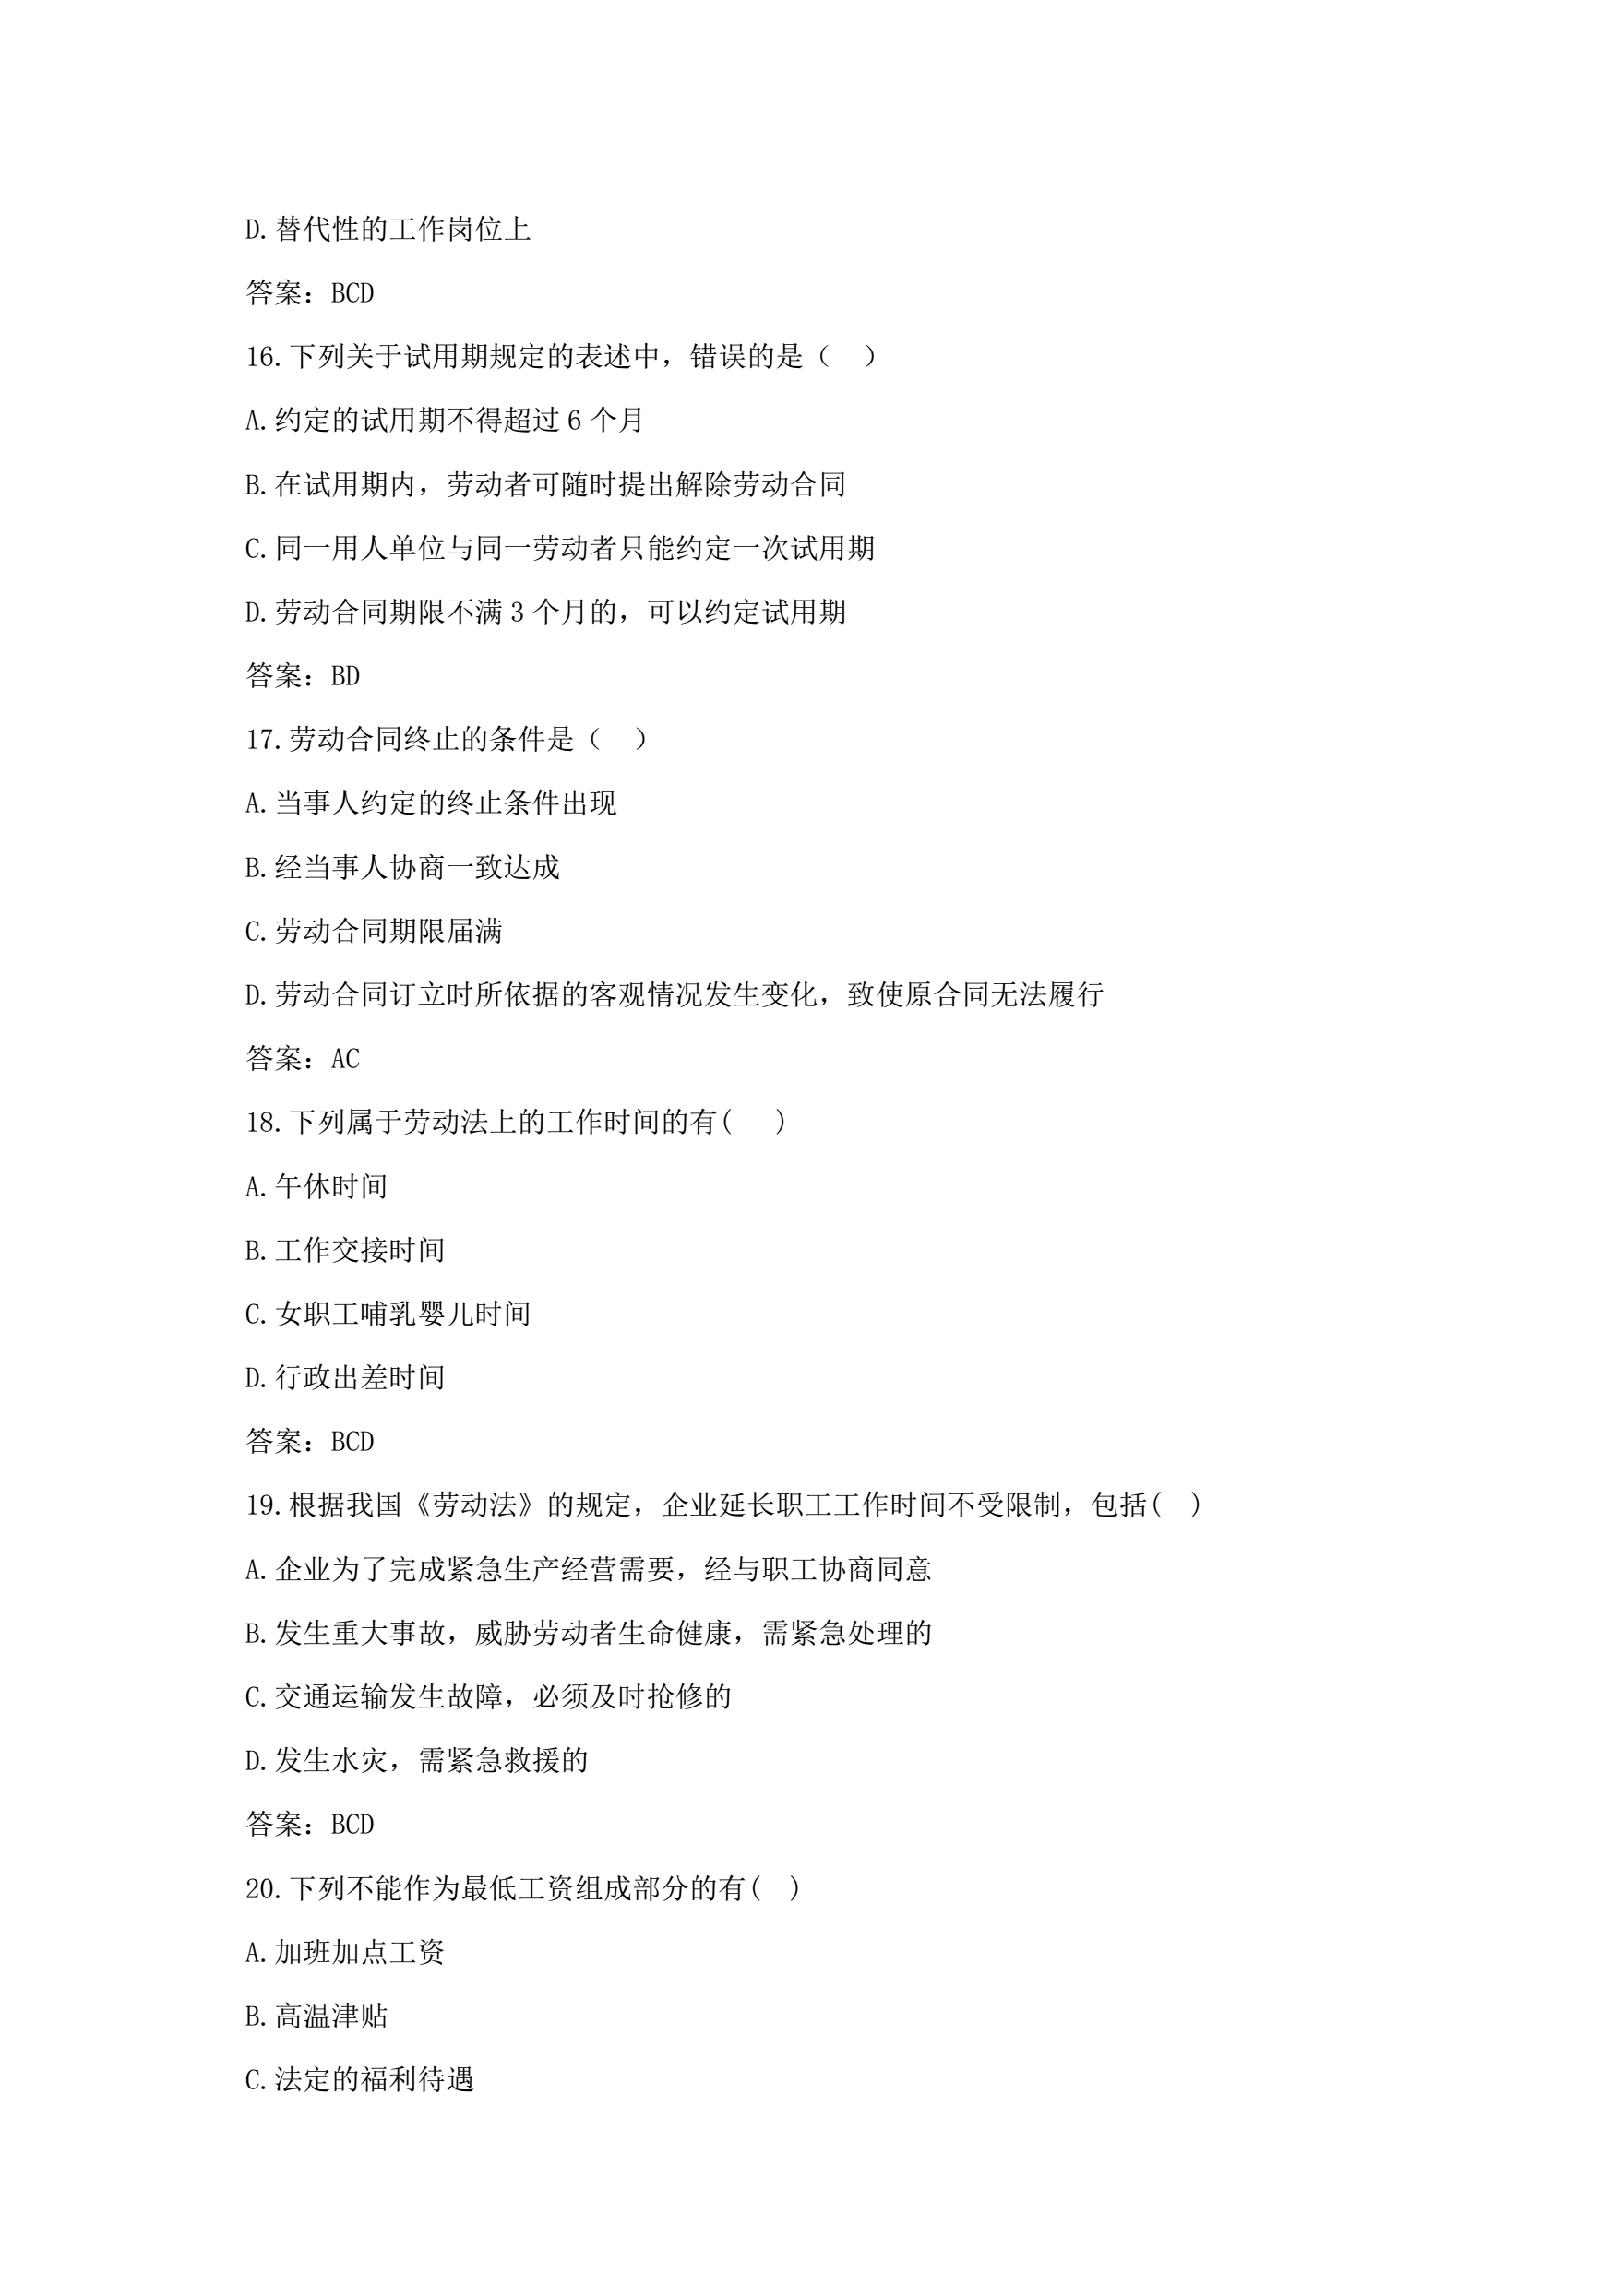 D.替代性的工作岗位上
答案：BCD
16.下列关于试用期规定的表述中，错误的是（　）
A.约定的试用期不得超过 6 个月
B.在试用期内，劳动者可随时提出解除劳动合同
C.同一用人单位与同一劳动者只能约定一次试用期
D.劳动合同期限不满 3 个月的，可以约定试用期
答案：BD
17.劳动合同终止的条件是（　）
A.当事人约定的终止条件出现
B.经当事人协商一致达成
C.劳动合同期限届满
D.劳动合同订立时所依据的客观情况发生变化，致使原合同无法履行
答案：AC
18.下列属于劳动法上的工作时间的有(　)
A.午休时间
B.工作交接时间
C.女职工哺乳婴儿时间
D.行政出差时间
答案：BCD
19.根据我国《劳动法》的规定，企业延长职工工作时间不受限制，包括(　)
A.企业为了完成紧急生产经营需要，经与职工协商同意
B.发生重大事故，威胁劳动者生命健康，需紧急处理的
C.交通运输发生故障，必须及时抢修的
D.发生水灾，需紧急救援的
答案：BCD
20.下列不能作为最低工资组成部分的有(　)
A.加班加点工资
B.高温津贴
C.法定的福利待遇